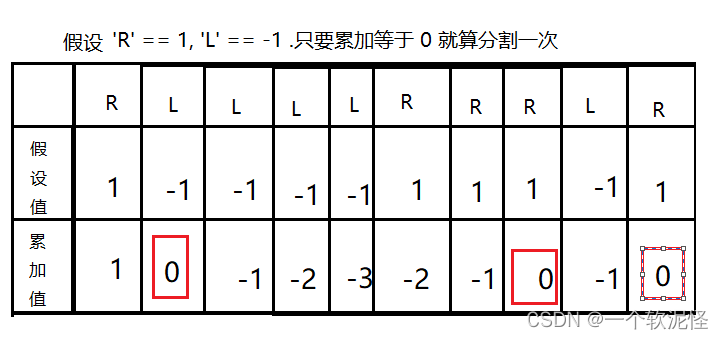 假设 'R' == 1, 'L' == -1 .只要累加等于 0 就算分割一次
R L L L L R R R L R
假设值 1 -1 -1 -1 -1 1 1 1 -1 1
累加值 1 0 -1 -2 -3 -2 -1 0 -1 0
CSDN @一个软泥怪